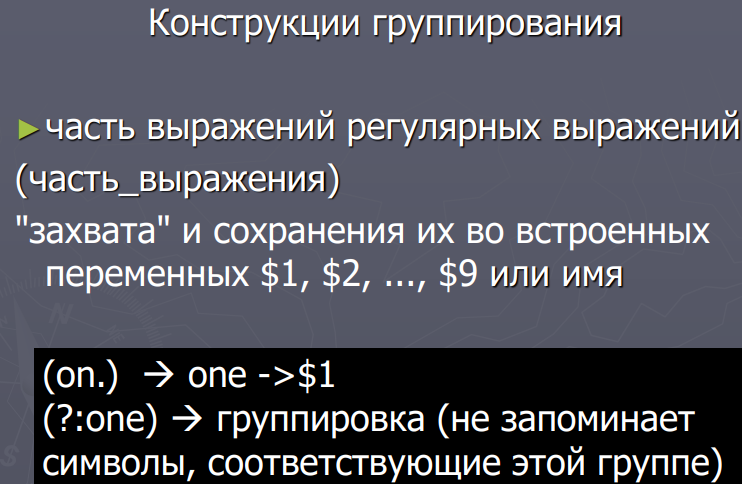 Конструкции группирования
►часть выражений регулярных выражений
(часть_выражения)
"захвата" и сохранения их во встроенных
переменных $1, $2, ..., $9 или имя
(on.) → one ->$1
(?:one) → группировка (не запоминает
символы, соответствующие этой группе)